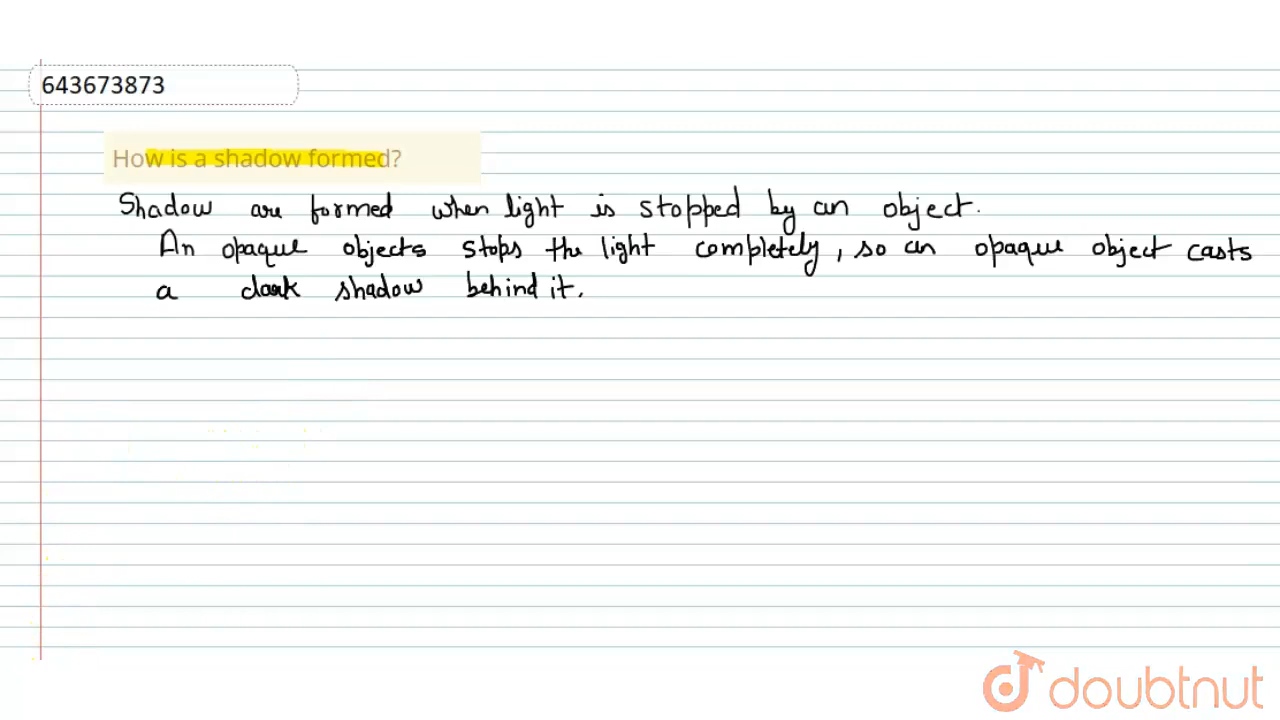 643673873
How is a shadow formed?
Shadow are formed when light is stopped by an object.
An opaque objects stops the light completely, so an opaque object casts
a dark shadow behind it.
doubtnut